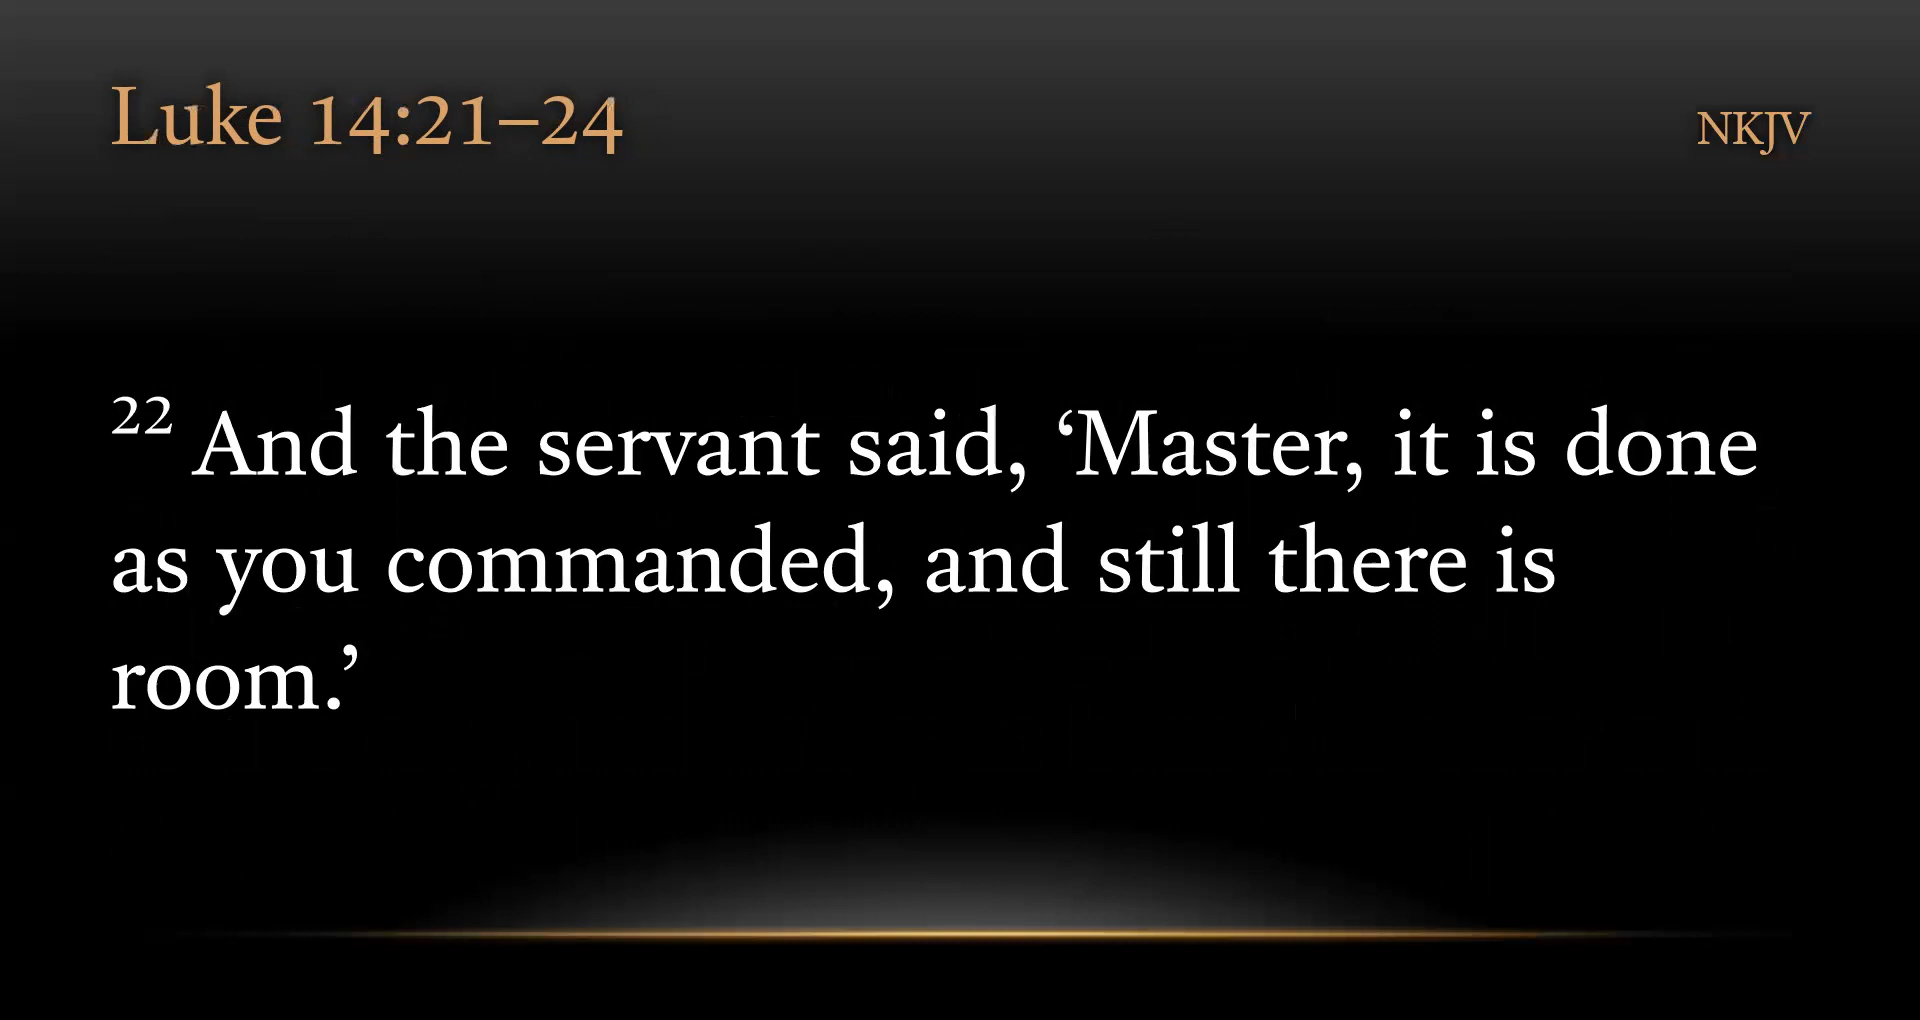 Luke 14:21–24
NKJV
22 And the servant said, ‘Master, it is done
as you commanded, and still there is
room.’